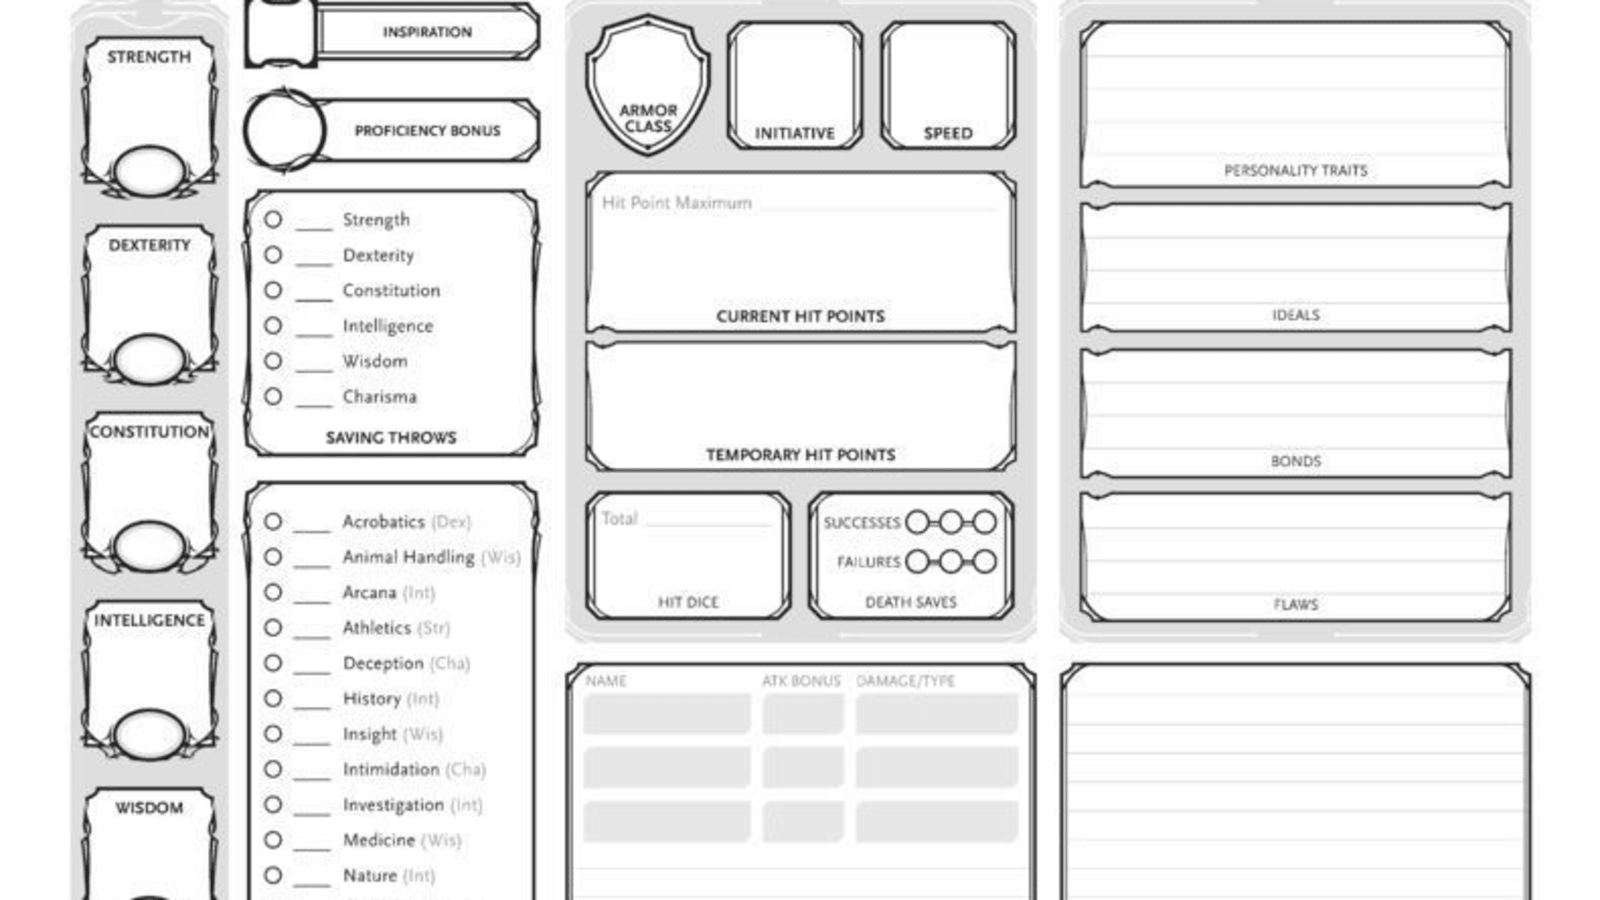 STRENGTH
DEXTERITY
CONSTITUTION
INTELLIGENCE
WISDOM
INSPIRATION
PROFICIENCY BONUS
Strength
Dexterity
Constitution
Intelligence
Wisdom
Charisma
SAVING THROWS
Acrobatics (Dex)
Animal Handling (Wis)
Arcana (Int)
Athletics (Str)
Deception (Cha)
History (Int)
Insight (Wis)
Intimidation (Cha)
Investigation (Int)
Medicine (Wis)
Nature (Int)
ARMOR
CLASS
INITIATIVE
SPEED
Hit Point Maximum
CURRENT HIT POINTS
TEMPORARY HIT POINTS
Total
HIT DICE
SUCCESSES
FAILURES
DEATH SAVES
NAME ATK BONUS DAMAGE/TYPE
PERSONALITY TRAITS
IDEALS
BONDS
FLAWS